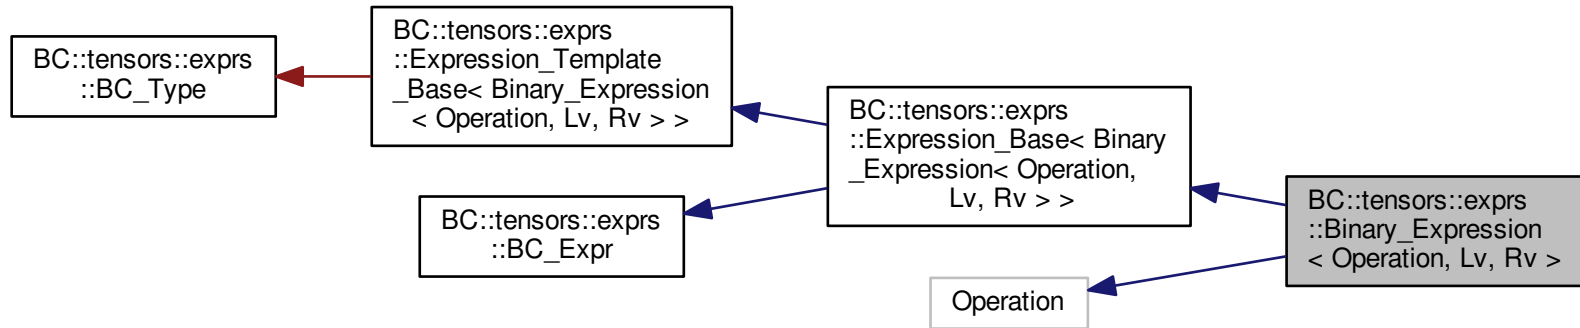 BC::tensors::exprs
::BC_Type
BC::tensors::exprs
::Expression_Template
_Base< Binary_Expression
< Operation, Lv, Rv > >
BC::tensors::exprs
::BC_Expr
BC::tensors::exprs
::Expression_Base< Binary
_Expression< Operation,
Lv, Rv > >
Operation
BC::tensors::exprs
::Binary_Expression
< Operation, Lv, Rv >